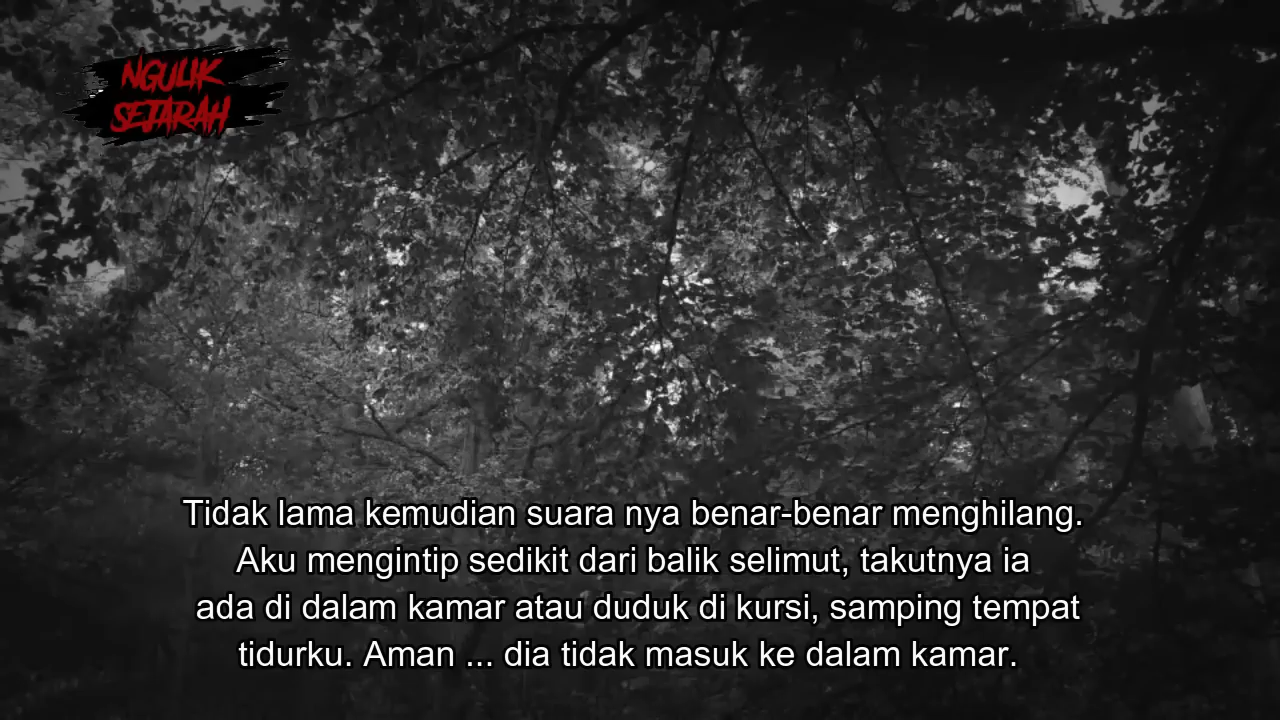 NGULIK
SEJARAH
Tidak lama kemudian suara nya benar-benar menghilang.
Aku mengintip sedikit dari balik selimut, takutnya ia
ada di dalam kamar atau duduk di kursi, samping tempat
tidurku. Aman ... dia tidak masuk ke dalam kamar.